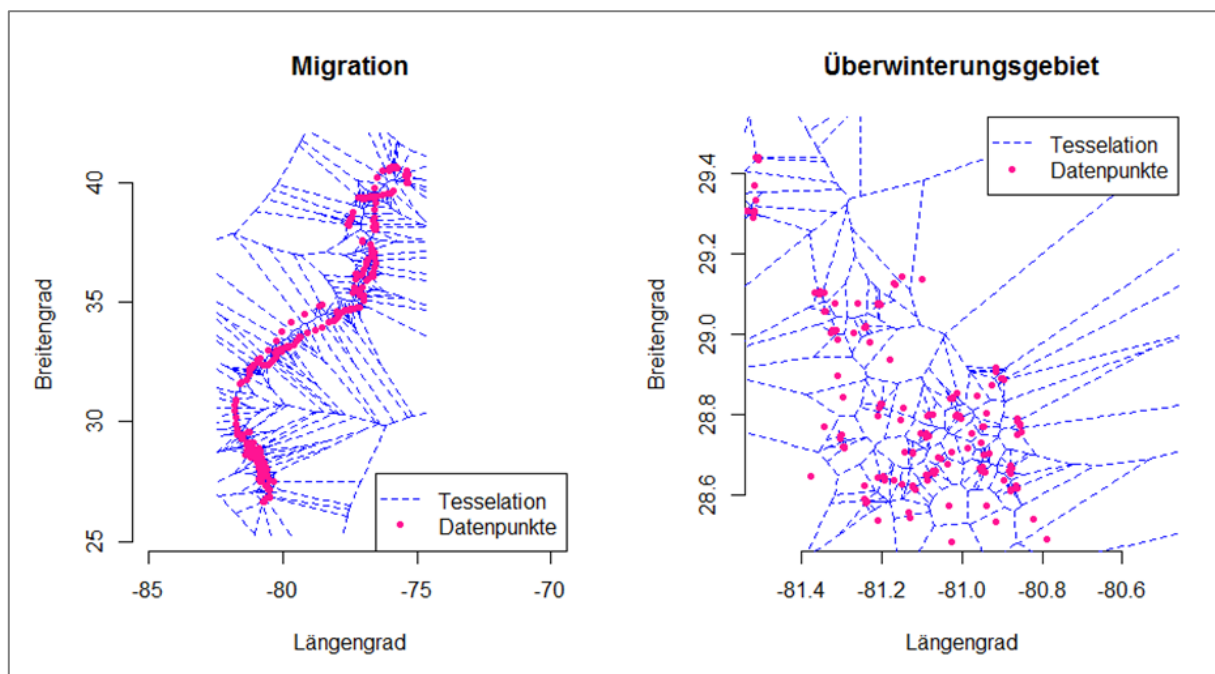 Migration
40
35
30
25
Breitengrad
-85
-80
-75
-70
Längengrad
Tesselation
Datenpunkte
Überwinterungsgebiet
29.4
29.2
29.0
28.8
28.6
Breitengrad
-81.4
-81.2
-81.0
-80.8
-80.6
Längengrad
Tesselation
Datenpunkte